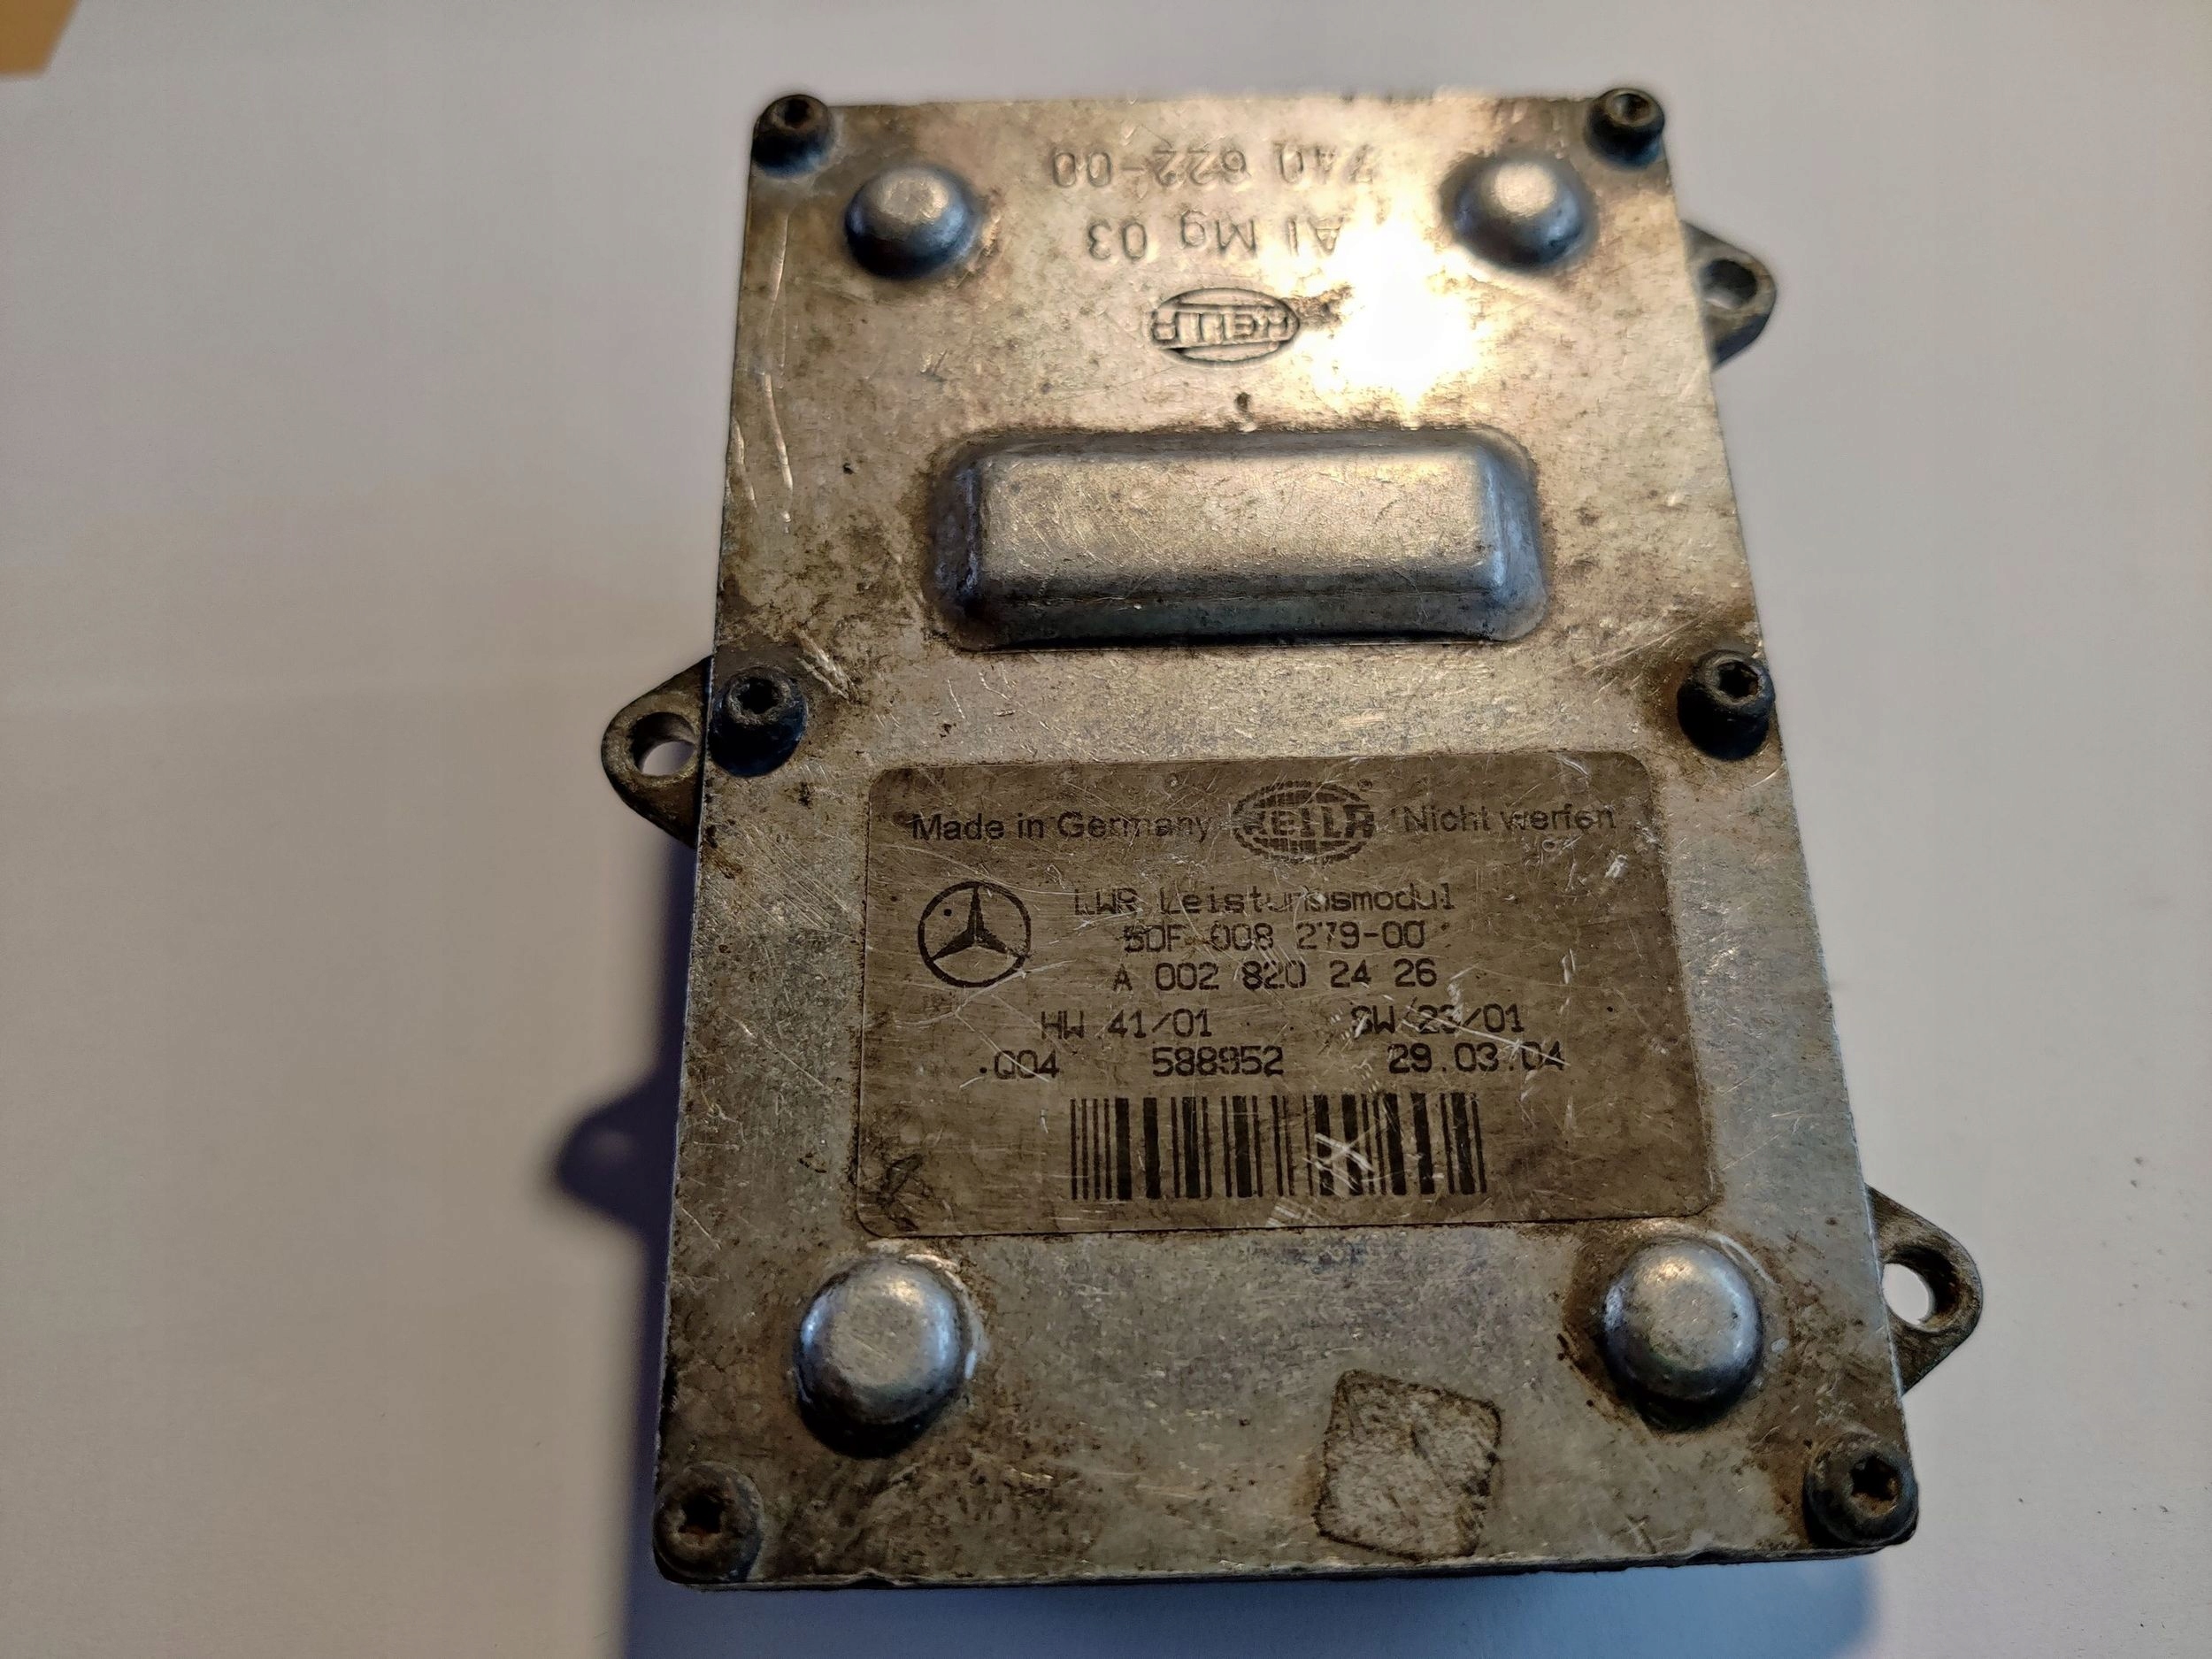 740 622-00
Al Mg 03
HELLA
Made in Germany HELLA Nicht werfen
LWR Leistungsmodul
5DF 008 279-00
A 002 820 24 26
HW 41/01 SW 23/01
Q04 588952 29.03.04